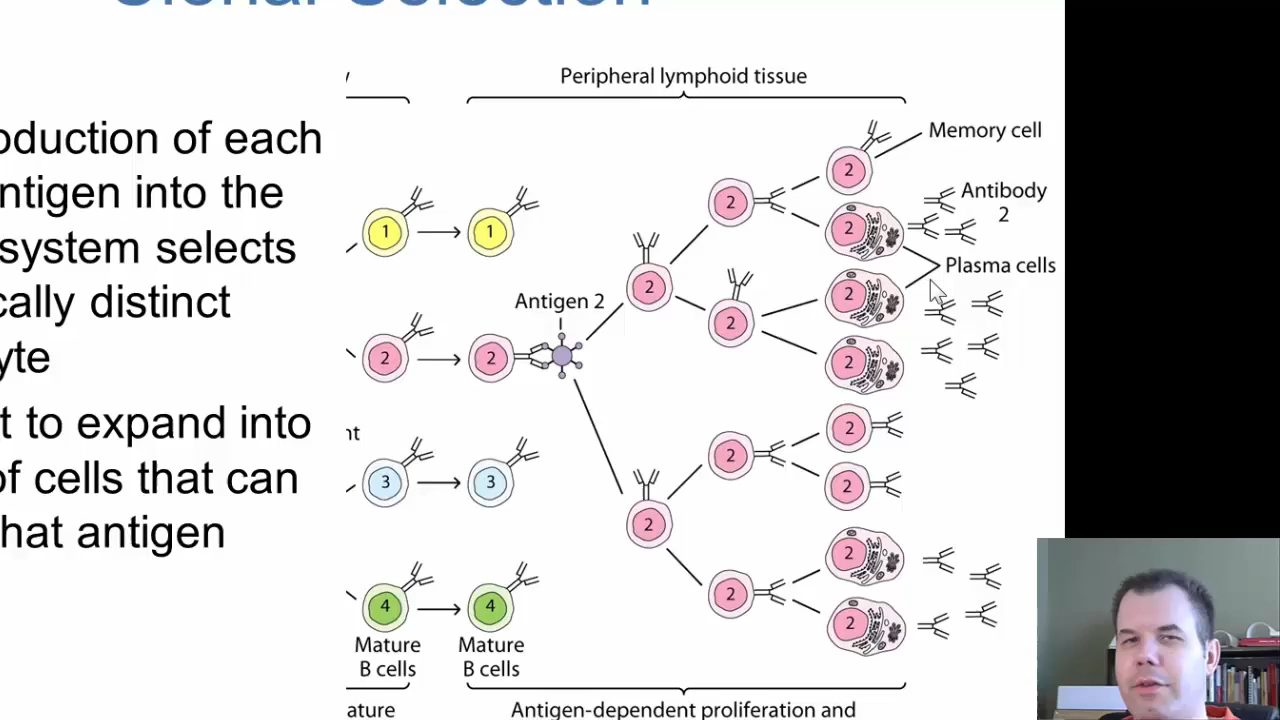 Clonal Selection
oduction of each
ntigen into the
system selects
cally distinct
yte
t to expand into
of cells that can
hat antigen
y
Peripheral lymphoid tissue
Memory cell
2
Antibody
2
2
1
1
2
Plasma cells
2
2
2
Antigen 2
2
2
2
2
2
2
nt
2
3
3
2
2
2
4
4
2
2
Mature
B cells
Mature
B cells
ature
Antigen-dependent proliferation and